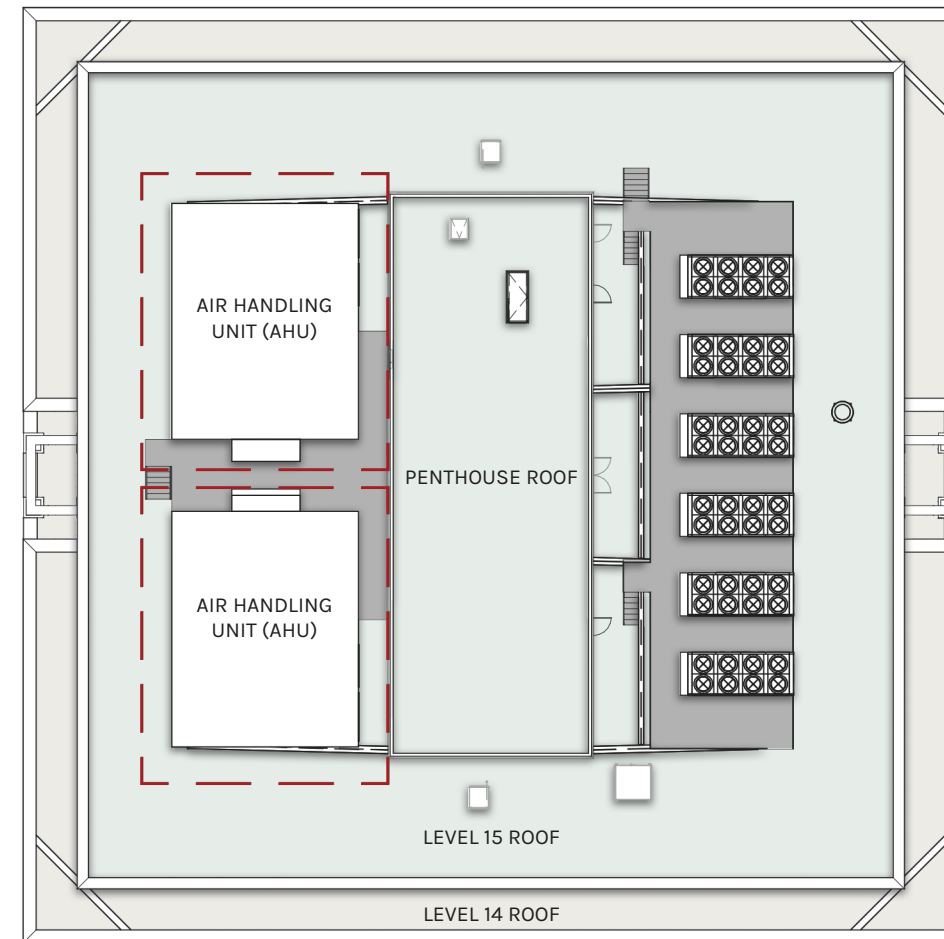 AIR HANDLING
UNIT (AHU)
PENTHOUSE ROOF
AIR HANDLING
UNIT (AHU)
LEVEL 15 ROOF
LEVEL 14 ROOF